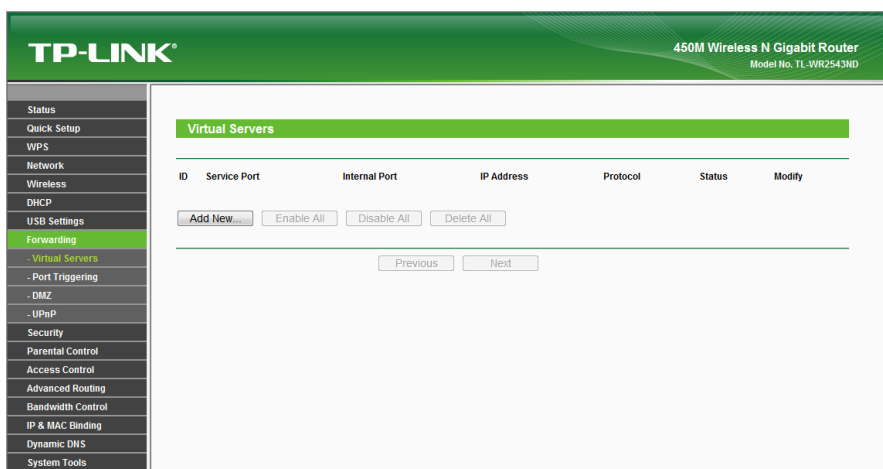 TP-LINK®
450M Wireless N Gigabit Router
Model No. TL-WR2543ND
Status
Quick Setup
WPS
Network
Wireless
DHCP
USB Settings
Forwarding
- Virtual Servers
- Port Triggering
- DMZ
- UPnP
Security
Parental Control
Access Control
Advanced Routing
Bandwidth Control
IP & MAC Binding
Dynamic DNS
System Tools
Virtual Servers
ID Service Port Internal Port IP Address Protocol Status Modify
Add New... Enable All Disable All Delete All
Previous Next